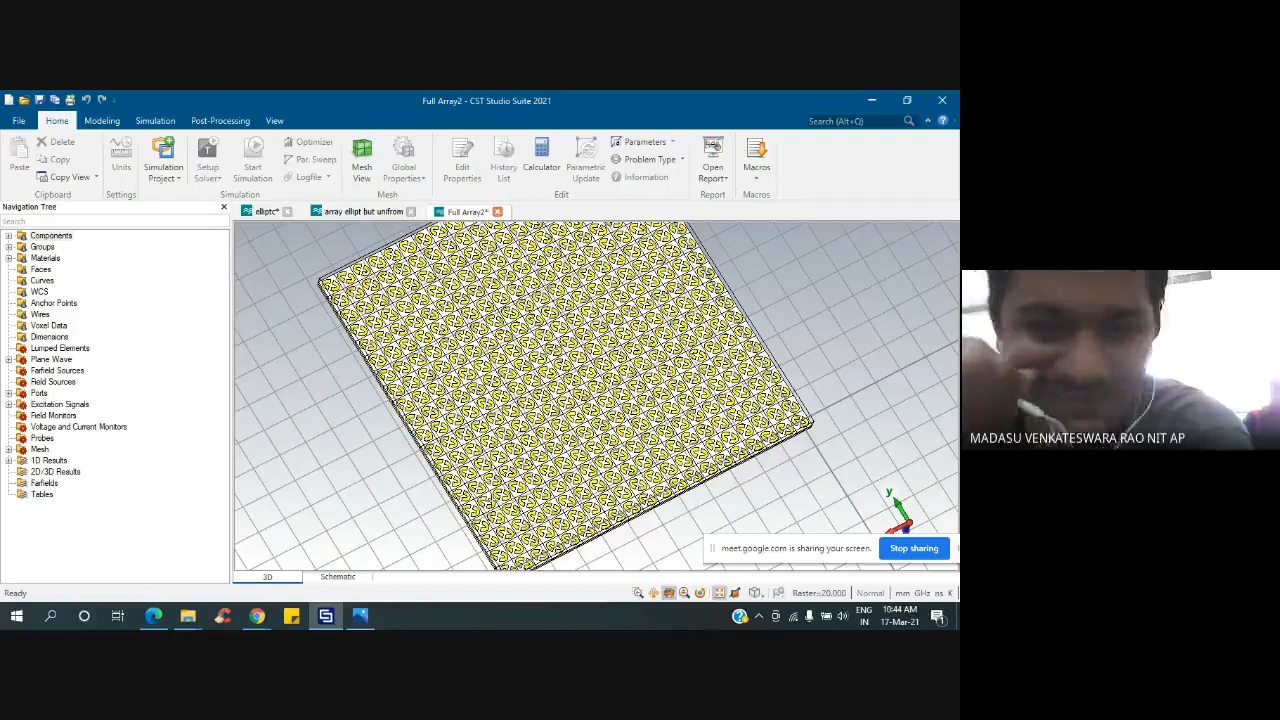 Full Array2 - CST Studio Suite 2021
File Home Modeling Simulation Post-Processing View
Search (Alt+Q)
Paste
Delete
Copy
Copy View
Clipboard
Units
Settings
Simulation Project
Setup Solver
Start Simulation
Optimizer
Par. Sweep
Logfile
Simulation
Mesh View
Global Properties
Mesh
Edit Properties
History List
Calculator
Parametric Update
Parameters
Problem Type
Information
Edit
Open Report
Report
Macros
Macros
Navigation Tree
Search
elliptc*
array ellipt but unifrom
Full Array2*
Components
Groups
Materials
Faces
Curves
WCS
Anchor Points
Wires
Voxel Data
Dimensions
Lumped Elements
Plane Wave
Farfield Sources
Field Sources
Ports
Excitation Signals
Field Monitors
Voltage and Current Monitors
Probes
Mesh
1D Results
2D/3D Results
Farfields
Tables
y
MADASU VENKATESWARA RAO NIT AP
meet.google.com is sharing your screen.
Stop sharing
3D
Schematic
Ready
Raster=20.000 Normal mm GHz ns K
ENG
IN
10:44 AM
17-Mar-21
1